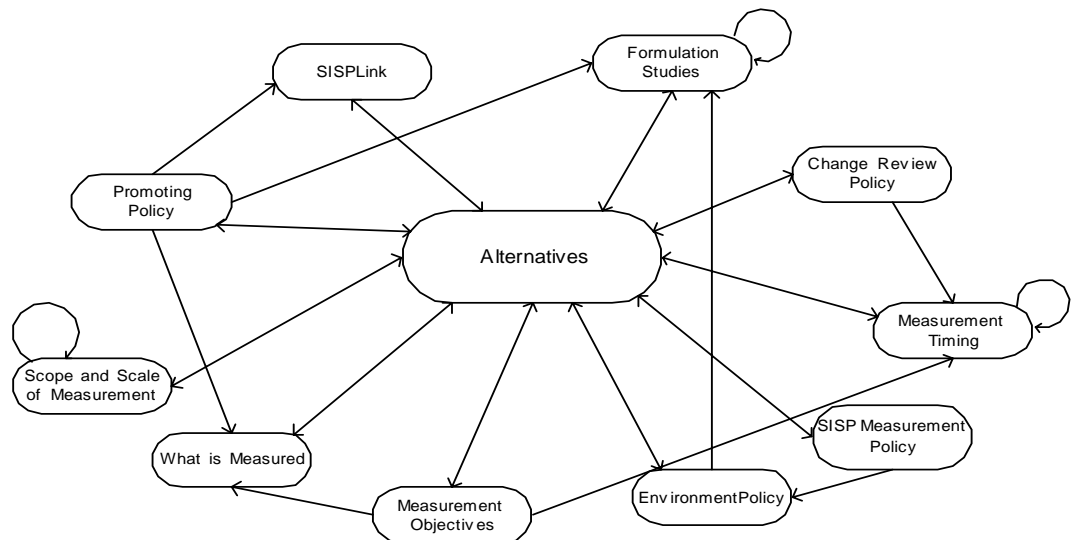 SISPLink
Formulation
Studies
Change Review
Policy
Promoting
Policy
Alternatives
Measurement
Timing
Scope and Scale
of Measurement
SISP Measurement
Policy
What is Measured
EnvironmentPolicy
Measurement
Objectives